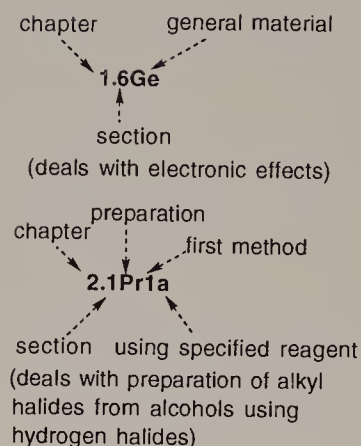 chapter general material
1.6Ge
section
(deals with electronic effects)
preparation
chapter first method
2.1Pr1a
section using specified reagent
(deals with preparation of alkyl
halides from alcohols using
hydrogen halides)